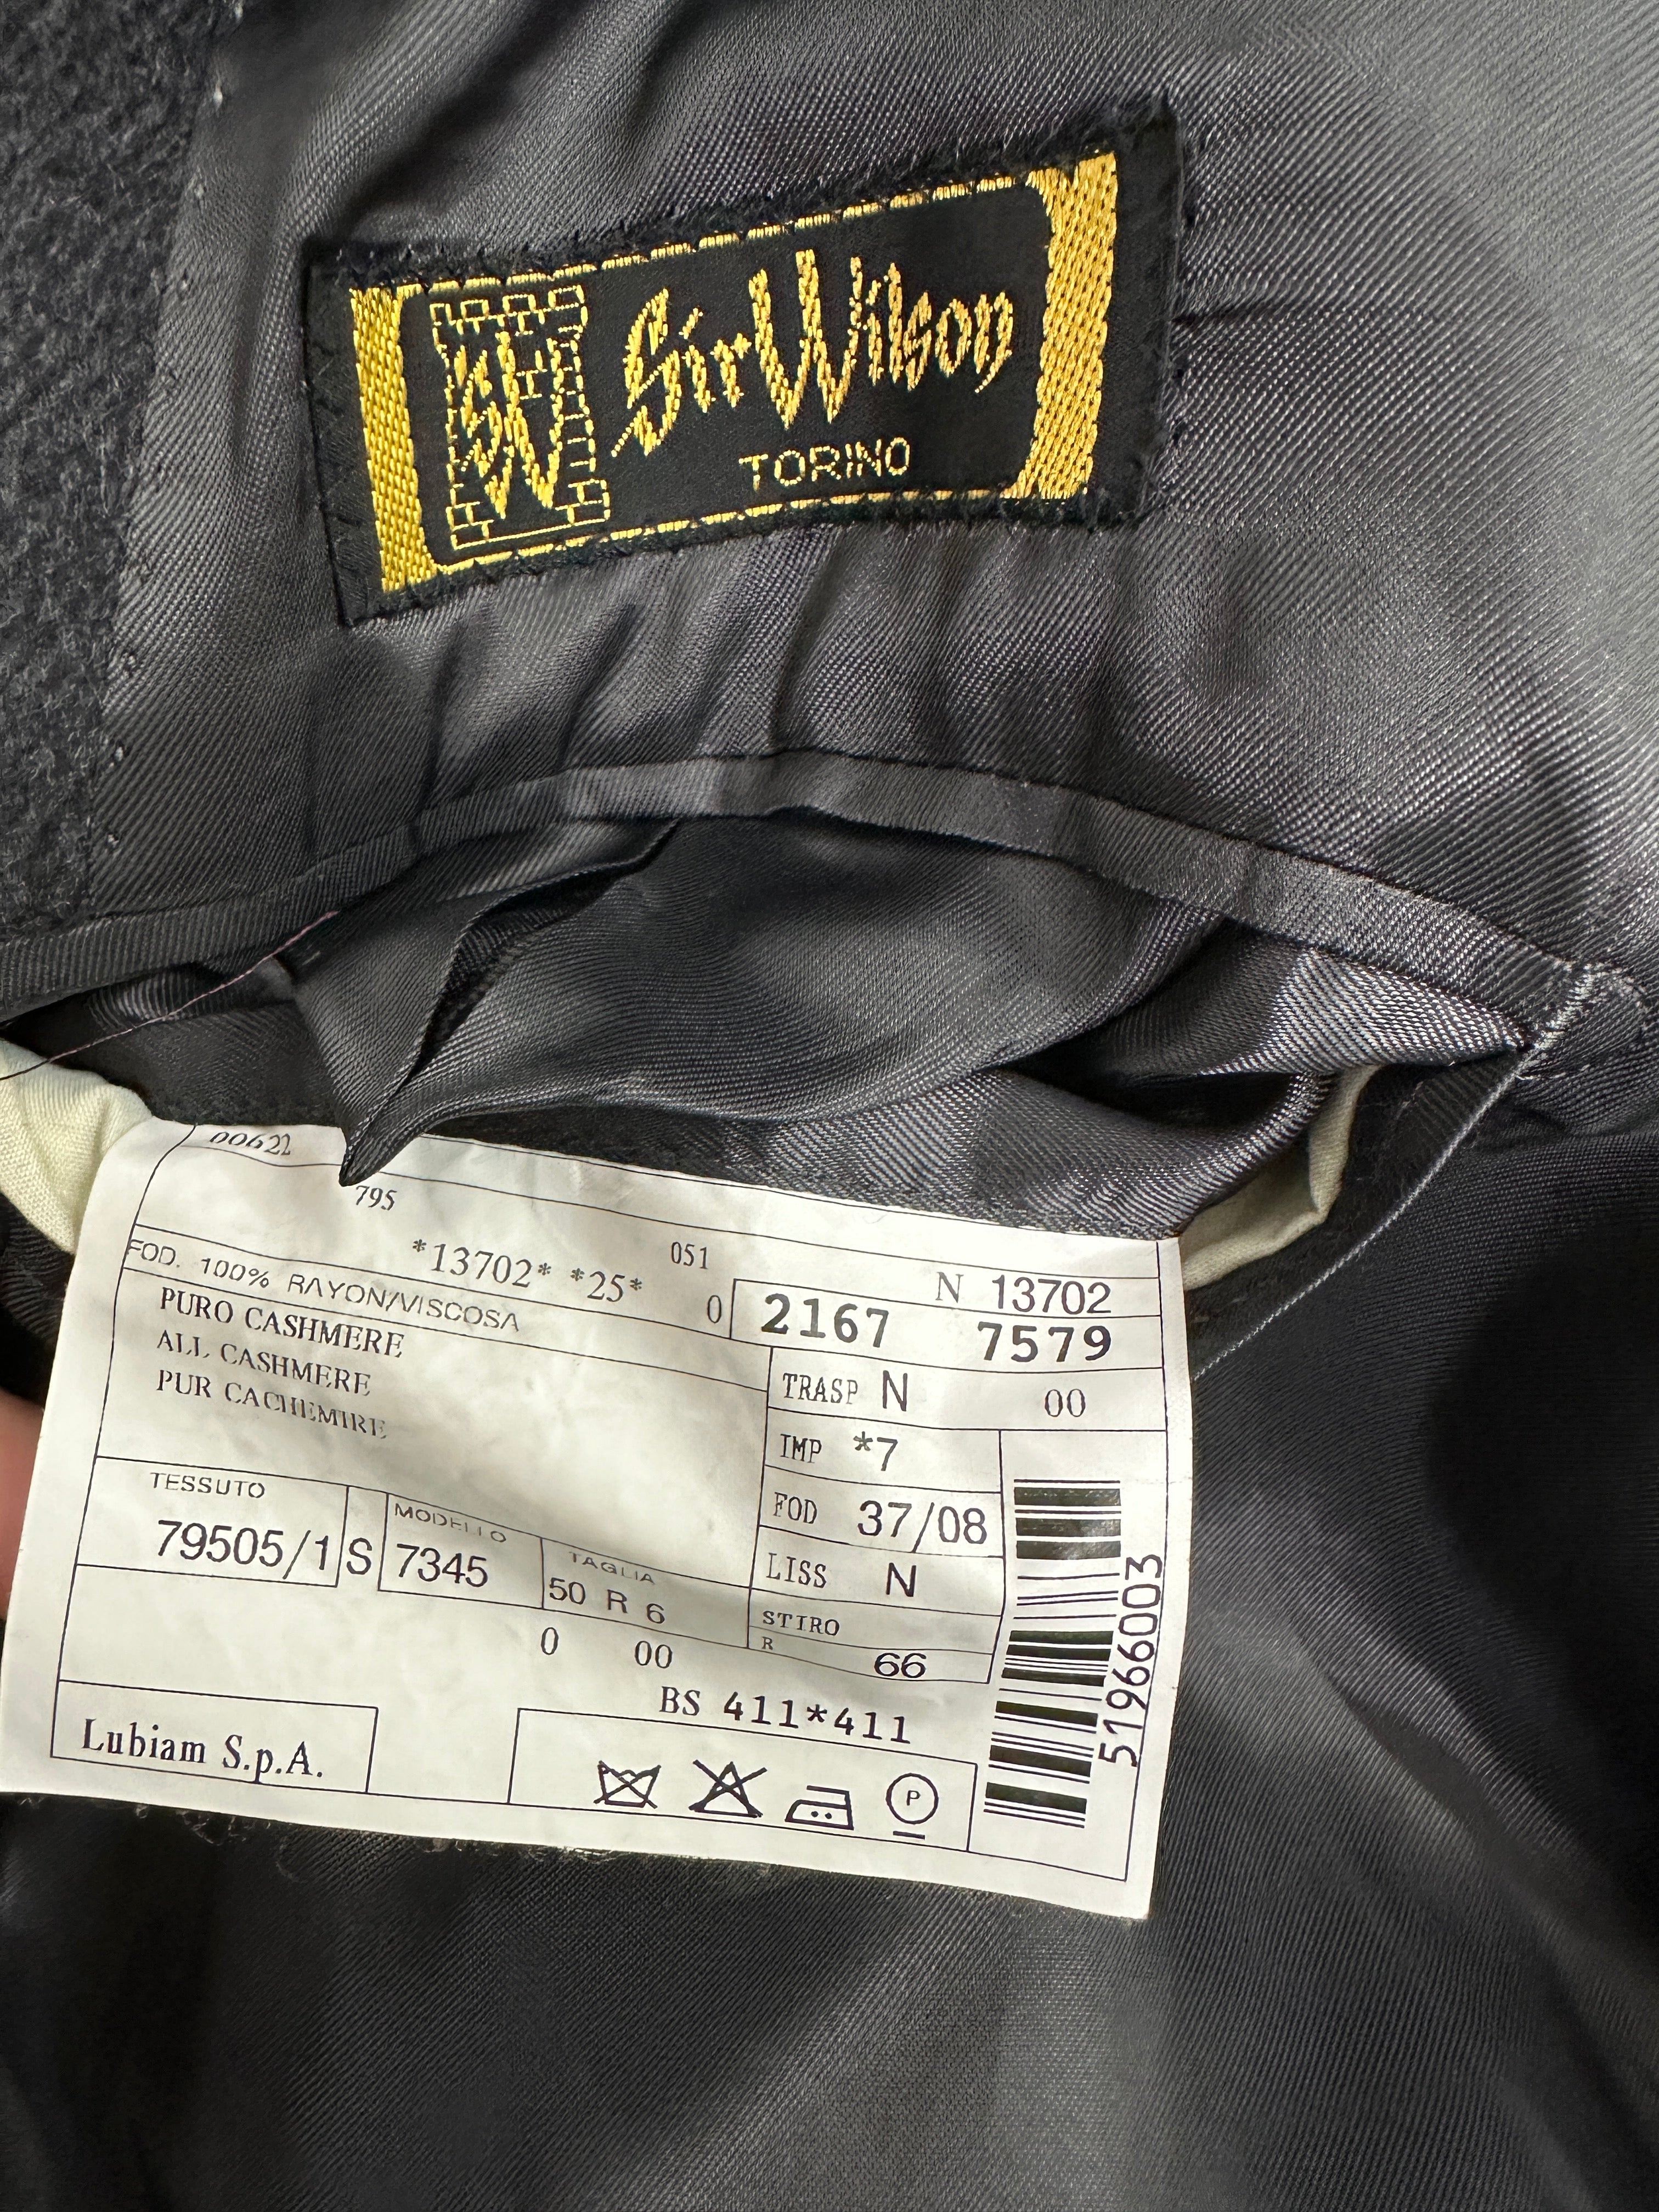 SW
Sir Wilson
TORINO
00622
795
*13702* *25*
051
N 13702
FOD. 100% RAYON/VISCOSA
0
2167 7579
PURO CASHMERE
ALL CASHMERE
PUR CACHEMIRE
TRASP N 00
IMP *7
FOD 37/08
LISS N
STIRO
R 66
TESSUTO
79505/1 S
MODELLO
7345
TAGLIA
50 R 6
0 00
BS 411*411
Lubiam S.p.A.
P
51966003